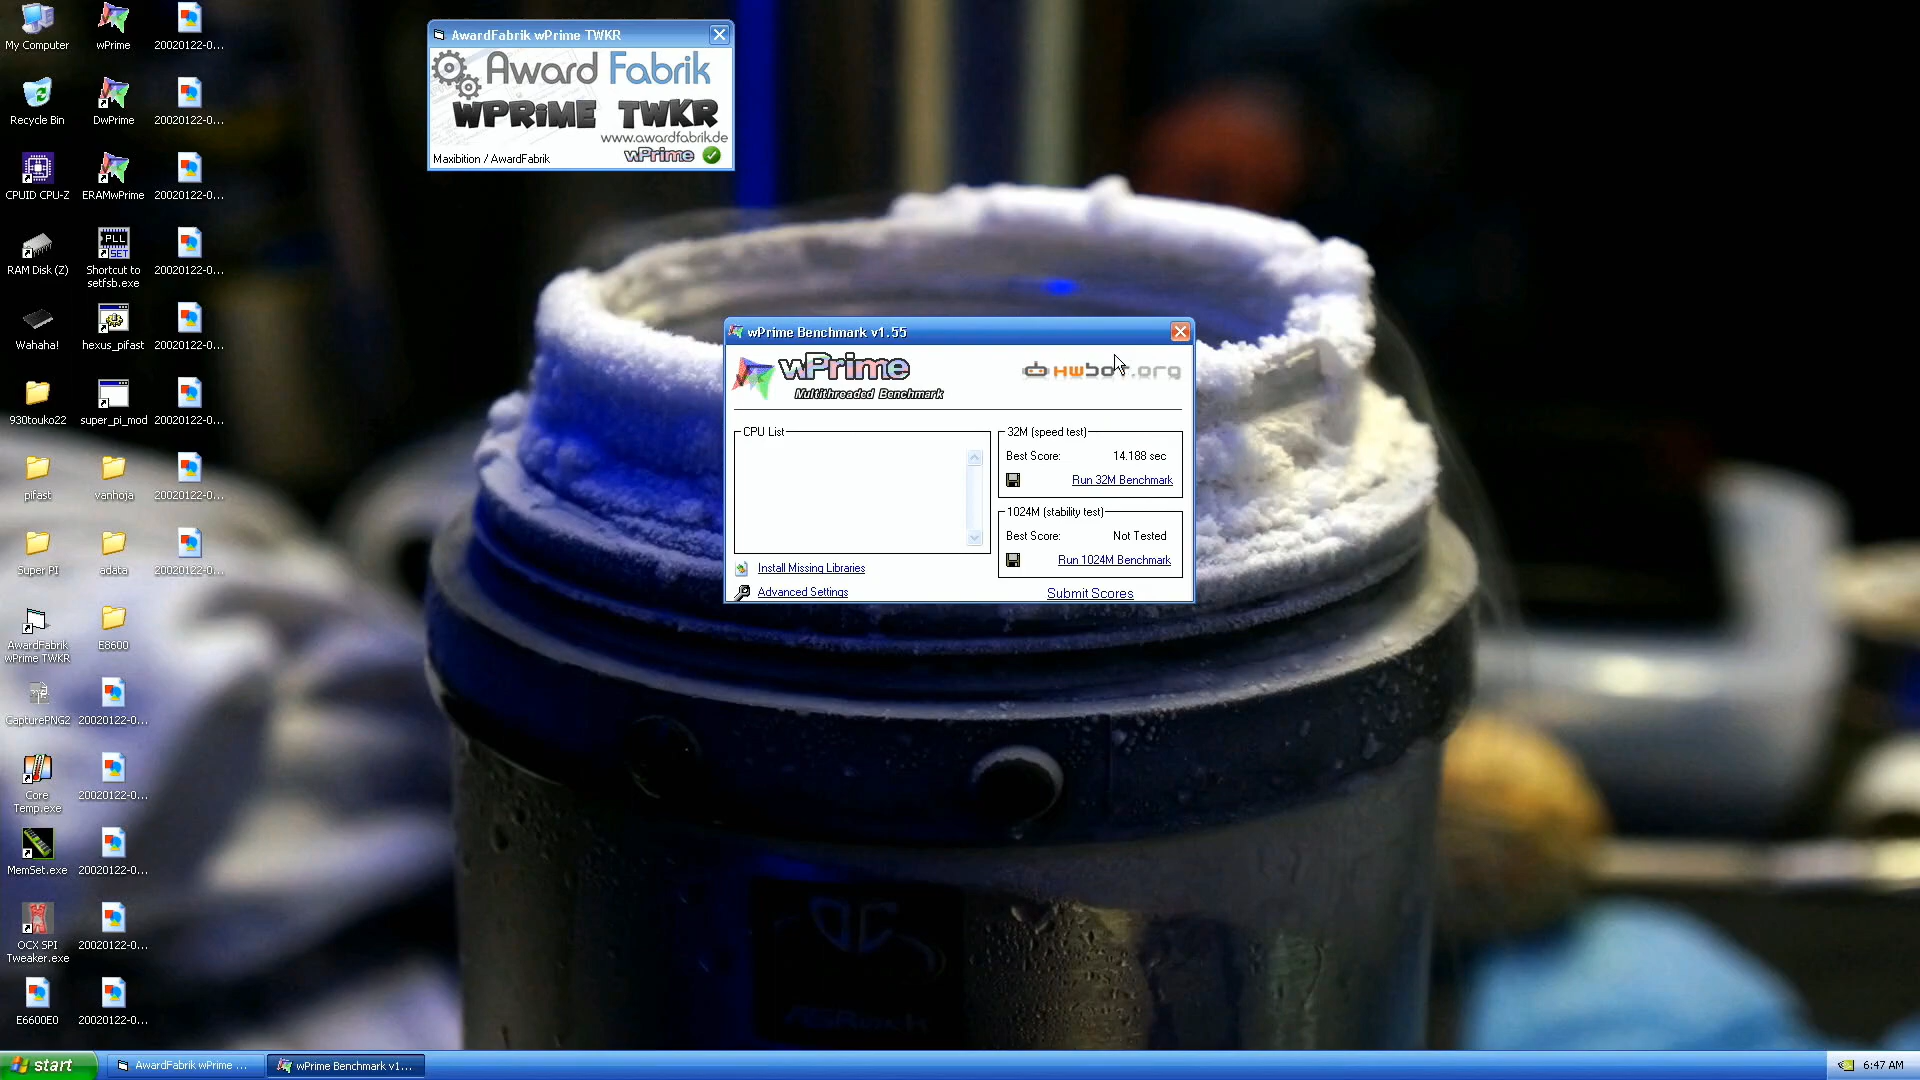 My Computer
wPrime
20020122-0...
Recycle Bin
DwPrime
20020122-0...
CPUID CPU-Z
ERAMwPrime
20020122-0...
RAM Disk (Z)
PLL
SET
Shortcut to
setfsb.exe
20020122-0...
Wahaha!
hexus_pifast
20020122-0...
930touko22
super_pi_mod
20020122-0...
pifast
vanhoja
20020122-0...
Super PI
adata
20020122-0...
AwardFabrik
wPrime TWKR
E8600
CapturePNG2
20020122-0...
Core
Temp.exe
20020122-0...
MemSet.exe
20020122-0...
OCX SPI
Tweaker.exe
20020122-0...
E6600E0
20020122-0...
AwardFabrik wPrime TWKR
Award Fabrik
WPRiME TWKR
www.awardfabrik.de
Maxibition / AwardFabrik
wPrime
wPrime Benchmark v1.55
wPrime
Multithreaded Benchmark
hwbot.org
CPU List
32M (speed test)
Best Score: 14.188 sec
Run 32M Benchmark
1024M (stability test)
Best Score: Not Tested
Run 1024M Benchmark
Install Missing Libraries
Advanced Settings
Submit Scores
start
AwardFabrik wPrime ...
wPrime Benchmark v1...
6:47 AM